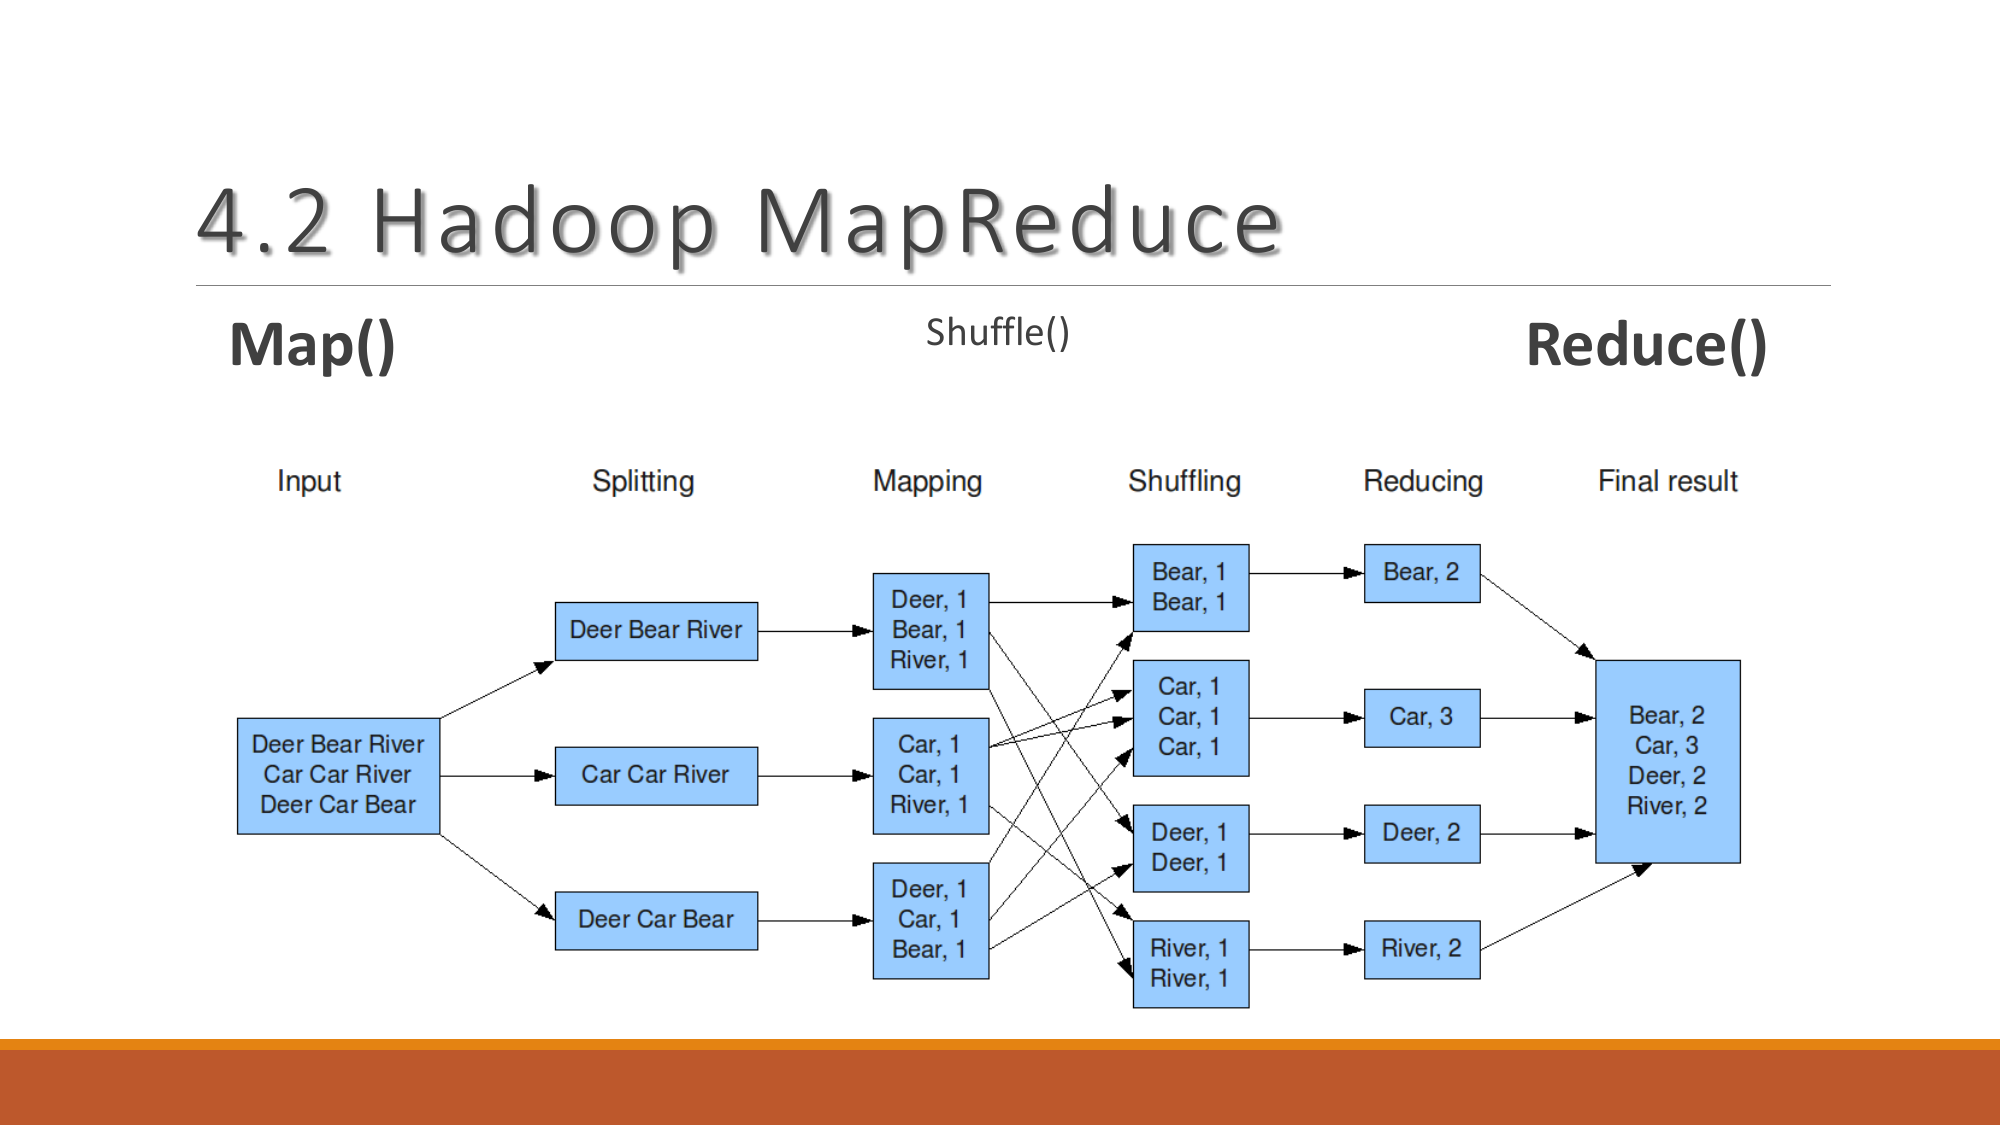 4.2 Hadoop MapReduce
Map()
Shuffle()
Reduce()
Input
Splitting
Mapping
Shuffling
Reducing
Final result
Deer Bear River
Car Car River
Deer Car Bear
Deer Bear River
Car Car River
Deer Car Bear
Deer, 1
Bear, 1
River, 1
Car, 1
Car, 1
River, 1
Deer, 1
Car, 1
Bear, 1
Bear, 1
Bear, 1
Car, 1
Car, 1
Car, 1
Deer, 1
Deer, 1
River, 1
River, 1
Bear, 2
Car, 3
Deer, 2
River, 2
Bear, 2
Car, 3
Deer, 2
River, 2